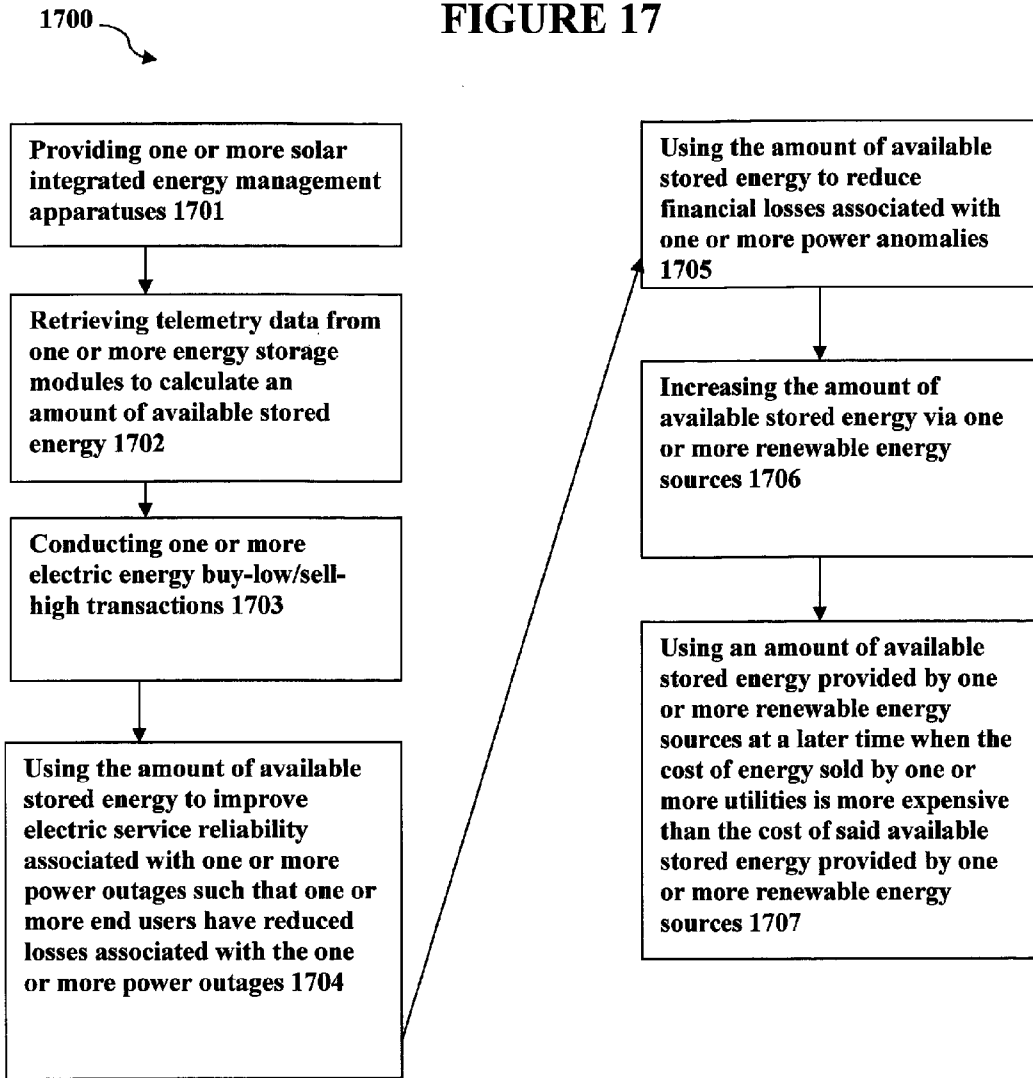 FIGURE 17
1700
Providing one or more solar
integrated energy management
apparatuses 1701
Retrieving telemetry data from
one or more energy storage
modules to calculate an
amount of available stored
energy 1702
Conducting one or more
electric energy buy-low/sell-
high transactions 1703
Using the amount of available
stored energy to improve
electric service reliability
associated with one or more
power outages such that one or
more end users have reduced
losses associated with the one
or more power outages 1704
Using the amount of available
stored energy to reduce
financial losses associated with
one or more power anomalies
1705
Increasing the amount of
available stored energy via one
or more renewable energy
sources 1706
Using an amount of available
stored energy provided by one
or more renewable energy
sources at a later time when the
cost of energy sold by one or
more utilities is more expensive
than the cost of said available
stored energy provided by one
or more renewable energy
sources 1707